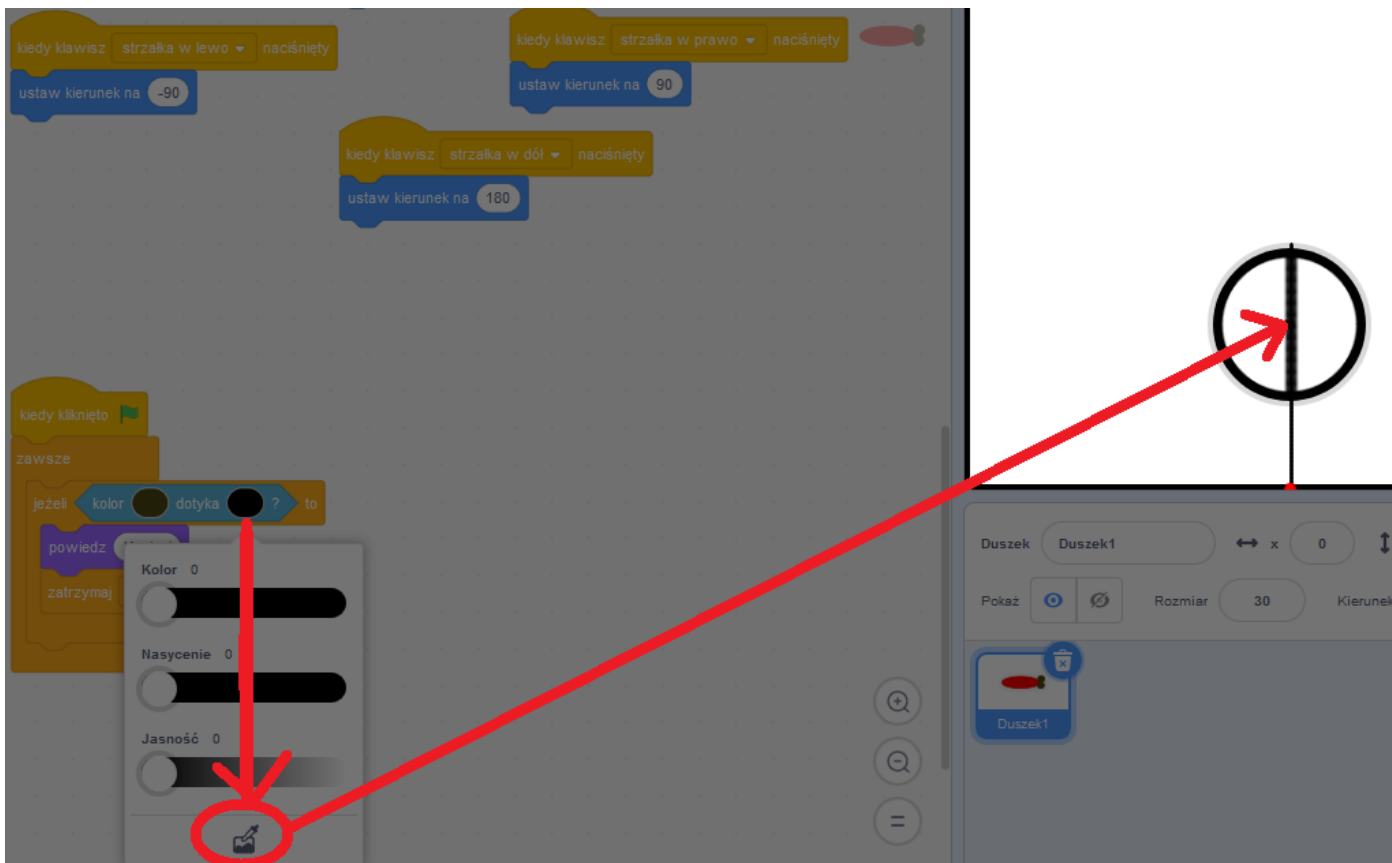 kiedy klawisz strzałka w lewo naciśnięty
ustaw kierunek na -90
kiedy klawisz strzałka w prawo naciśnięty
ustaw kierunek na 90
kiedy klawisz strzałka w dół naciśnięty
ustaw kierunek na 180
kiedy kliknięto
zawsze
jeżeli kolor dotyka ? to
powiedz
zatrzymaj
Kolor 0
Nasycenie 0
Jasność 0
Duszek Duszek1 x 0
Pokaż Rozmiar 30 Kierunek
Duszek1